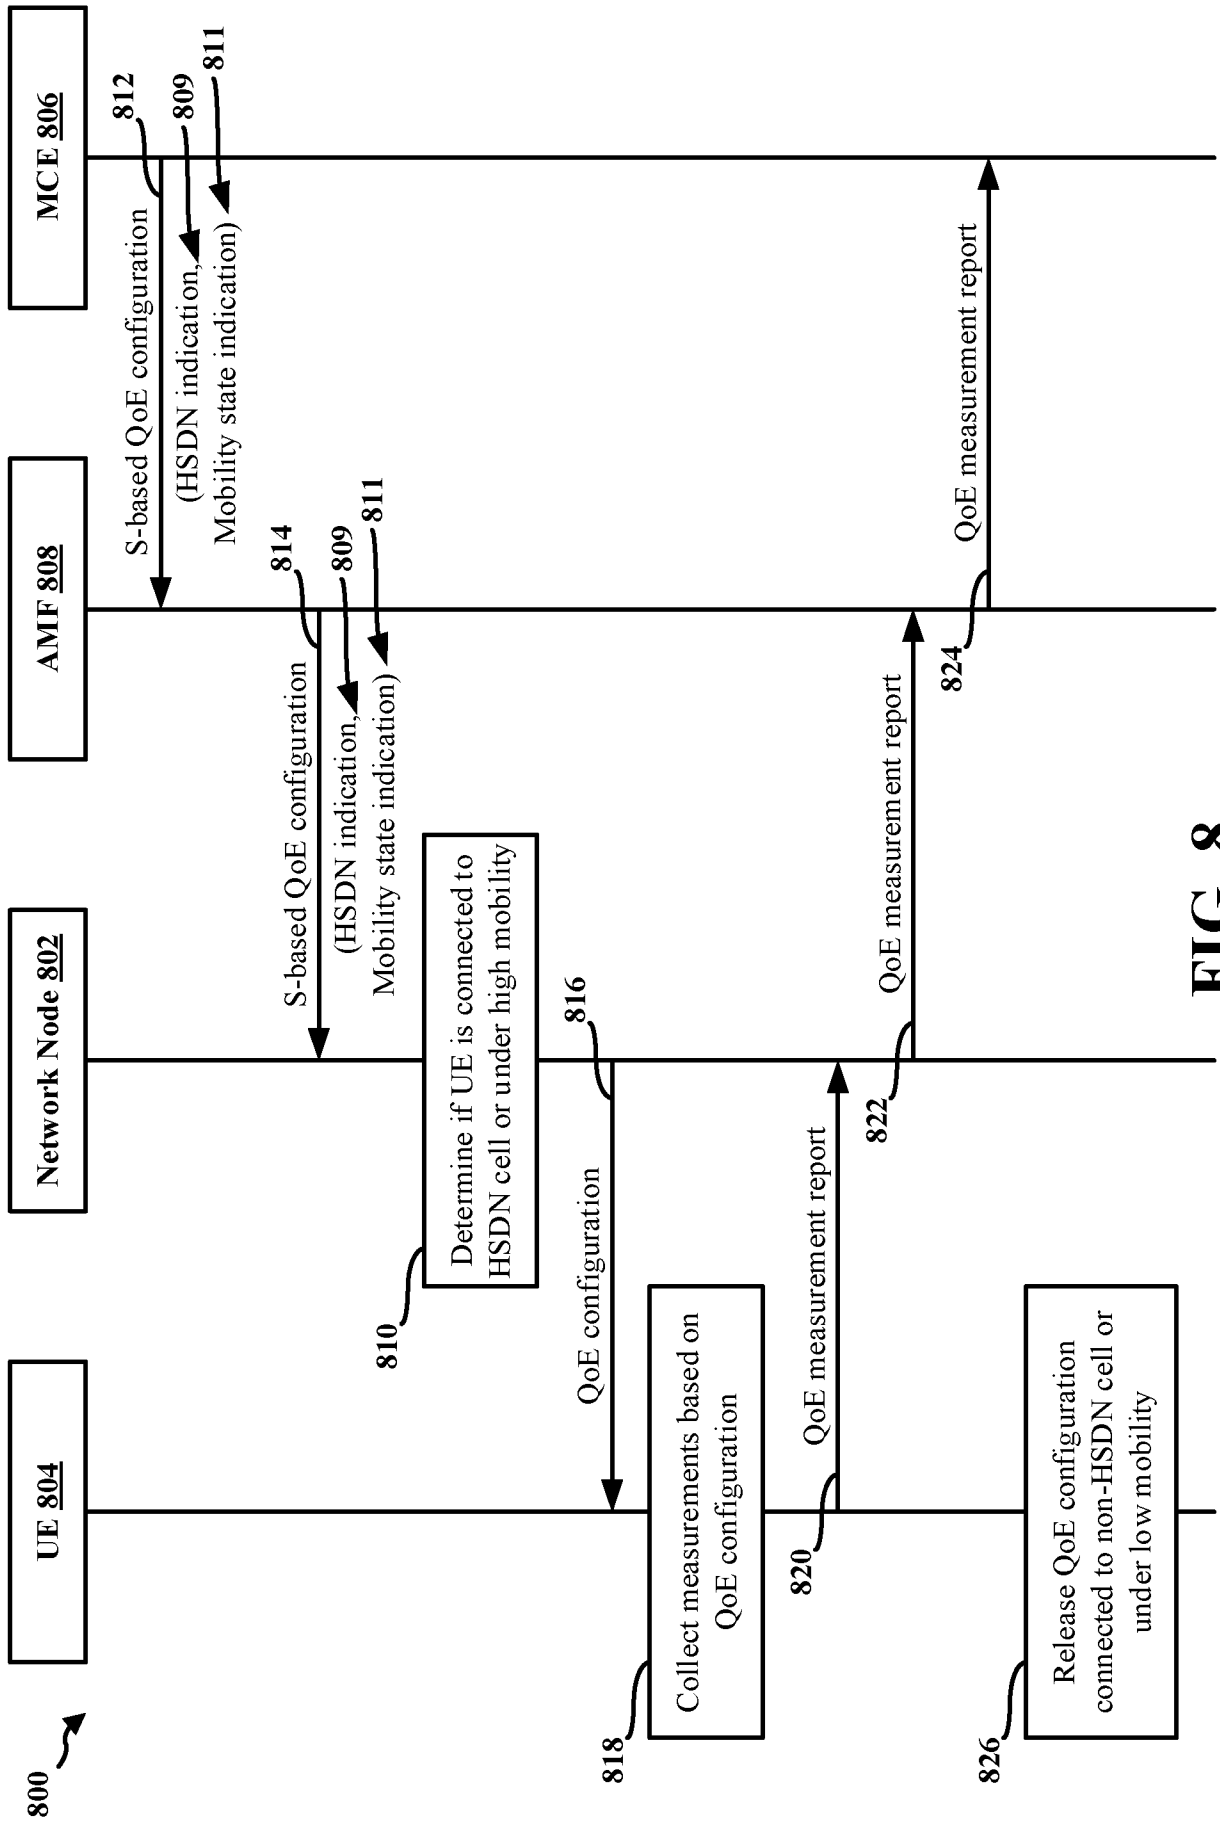 800
UE 804
Network Node 802
AMF 808
MCE 806
812
S-based QoE configuration
809
(HSDN indication,
811
Mobility state indication)
814
S-based QoE configuration
809
(HSDN indication,
811
Mobility state indication)
810
Determine if UE is connected to
HSDN cell or under high mobility
816
QoE configuration
818
Collect measurements based on
QoE configuration
820
QoE measurement report
822
QoE measurement report
824
QoE measurement report
826
Release QoE configuration
connected to non-HSDN cell or
under low mobility
FIG. 8